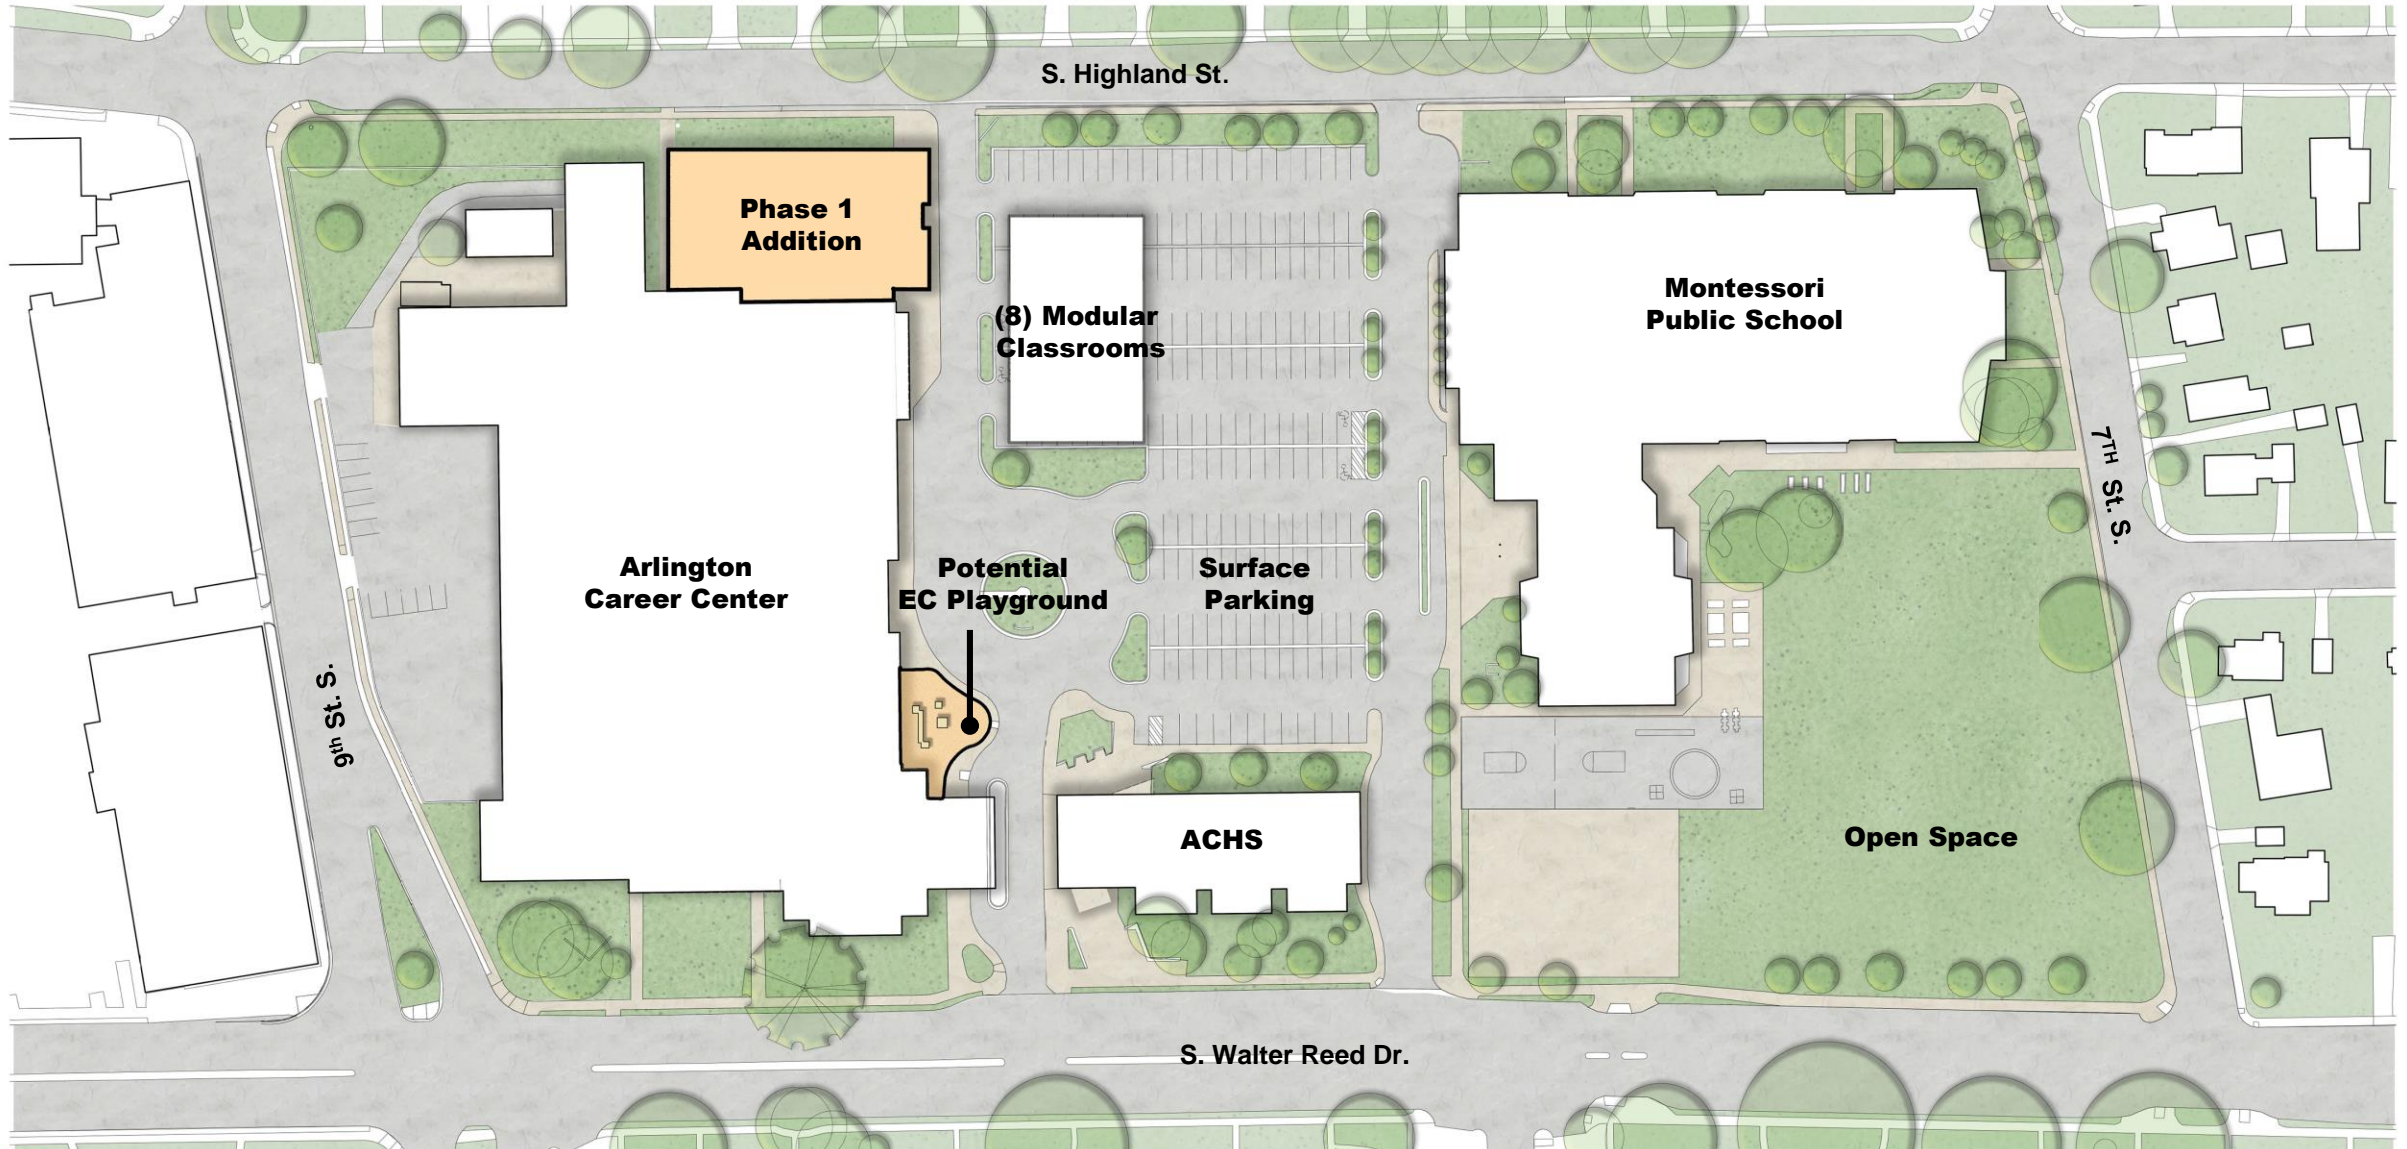 S. Highland St.
Phase 1
Addition
(8) Modular
Classrooms
Montessori
Public School
7TH St. S.
Arlington
Career Center
Potential
EC Playground
Surface
Parking
9th St. S.
ACHS
Open Space
S. Walter Reed Dr.